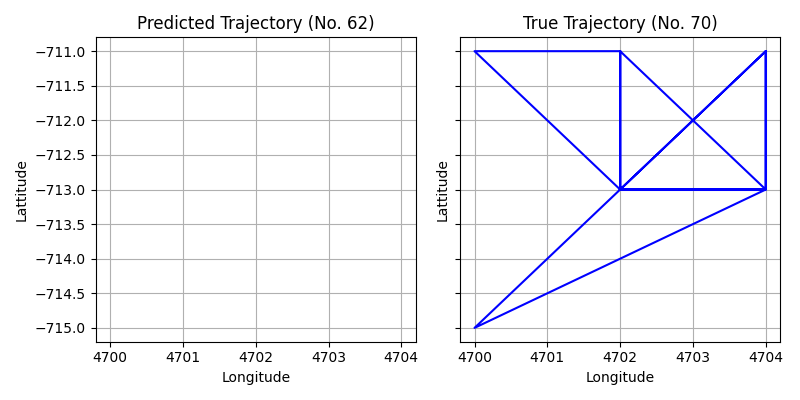 Predicted Trajectory (No. 62)
True Trajectory (No. 70)
−711.0
−711.5
−712.0
−712.5
−713.0
−713.5
−714.0
−714.5
−715.0
Lattitude
Lattitude
4700 4701 4702 4703 4704
4700 4701 4702 4703 4704
Longitude
Longitude